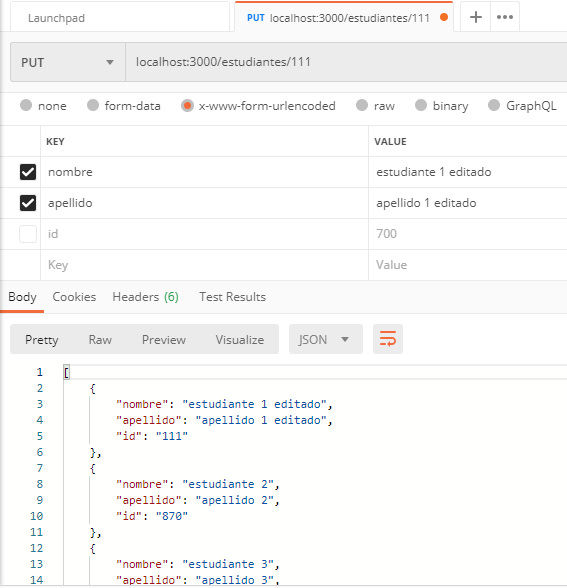 Launchpad
PUT localhost:3000/estudiantes/111
+ •••
PUT localhost:3000/estudiantes/111
none form-data x-www-form-urlencoded raw binary GraphQL
KEY VALUE
nombre estudiante 1 editado
apellido apellido 1 editado
id 700
Key Value
Body Cookies Headers (6) Test Results
Pretty Raw Preview Visualize JSON
1 [
2 {
3 "nombre": "estudiante 1 editado",
4 "apellido": "apellido 1 editado",
5 "id": "111"
6 },
7 {
8 "nombre": "estudiante 2",
9 "apellido": "apellido 2",
10 "id": "870"
11 },
12 {
13 "nombre": "estudiante 3",
14 "apellido": "apellido 3",